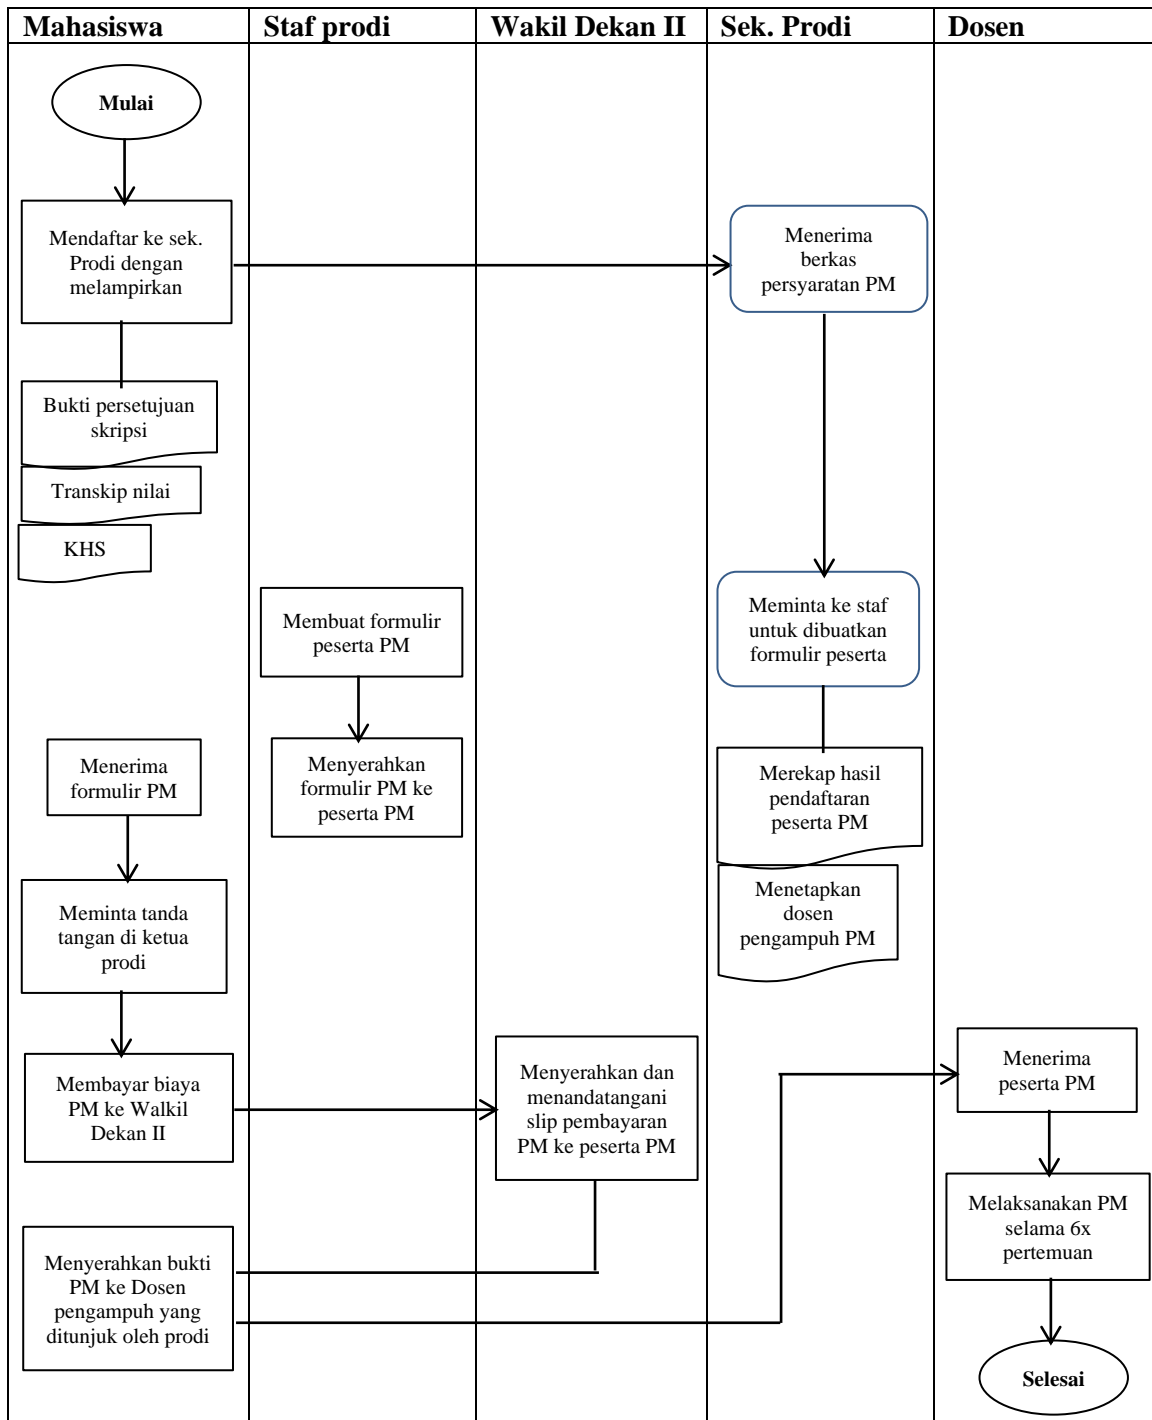 Mahasiswa
Staf prodi
Wakil Dekan II
Sek. Prodi
Dosen
Mulai
Mendaftar ke sek.
Prodi dengan
melampirkan
Menerima
berkas
persyaratan PM
Bukti persetujuan
skripsi
Transkip nilai
KHS
Membuat formulir
peserta PM
Meminta ke staf
untuk dibuatkan
formulir peserta
Menerima
formulir PM
Menyerahkan
formulir PM ke
peserta PM
Merekap hasil
pendaftaran
peserta PM
Meminta tanda
tangan di ketua
prodi
Menetapkan
dosen
pengampuh PM
Membayar biaya
PM ke Walkil
Dekan II
Menyerahkan dan
menandatangani
slip pembayaran
PM ke peserta PM
Menerima
peserta PM
Menyerahkan bukti
PM ke Dosen
pengampuh yang
ditunjuk oleh prodi
Melaksanakan PM
selama 6x
pertemuan
Selesai